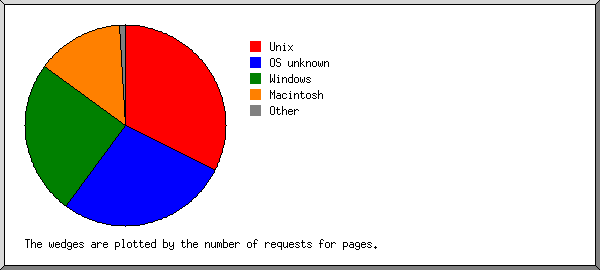 Unix
OS unknown
Windows
Macintosh
Other
The wedges are plotted by the number of requests for pages.